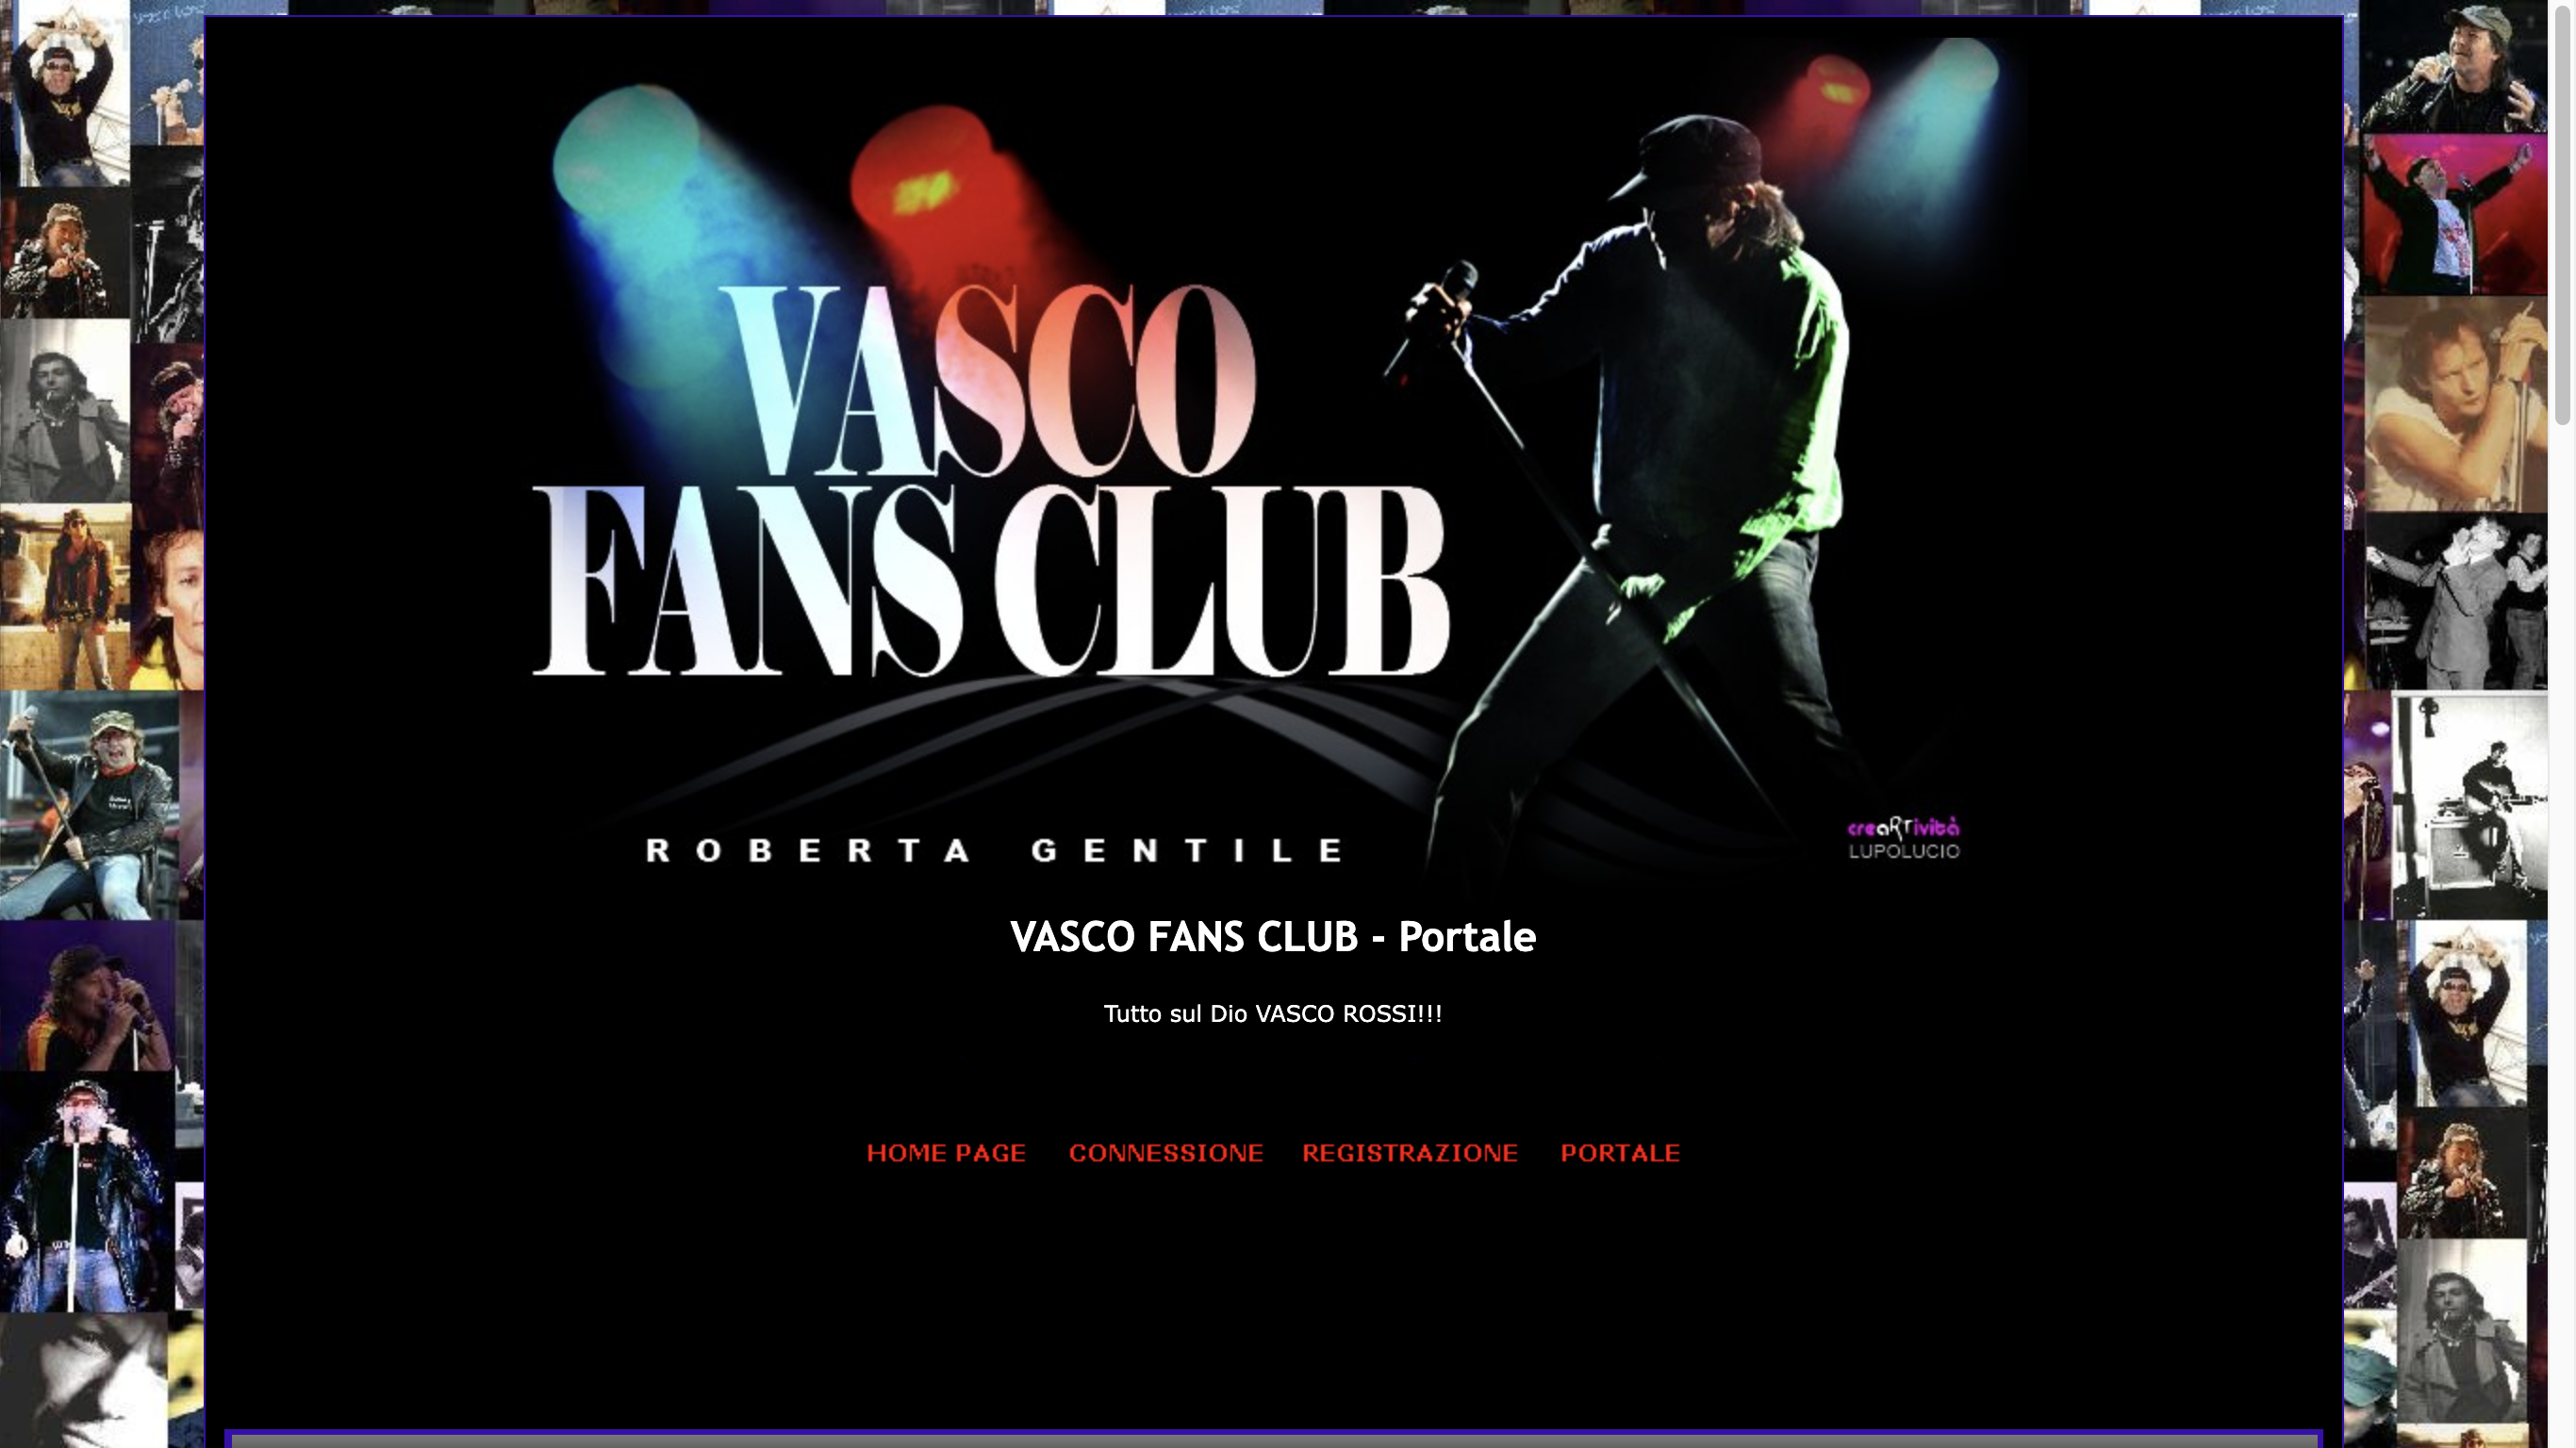 VASCO
FANS CLUB
ROBERTA GENTILE
creaRTività
LUPOLUCIO
VASCO FANS CLUB - Portale
Tutto sul Dio VASCO ROSSI!!!
HOME PAGE CONNESSIONE REGISTRAZIONE PORTALE